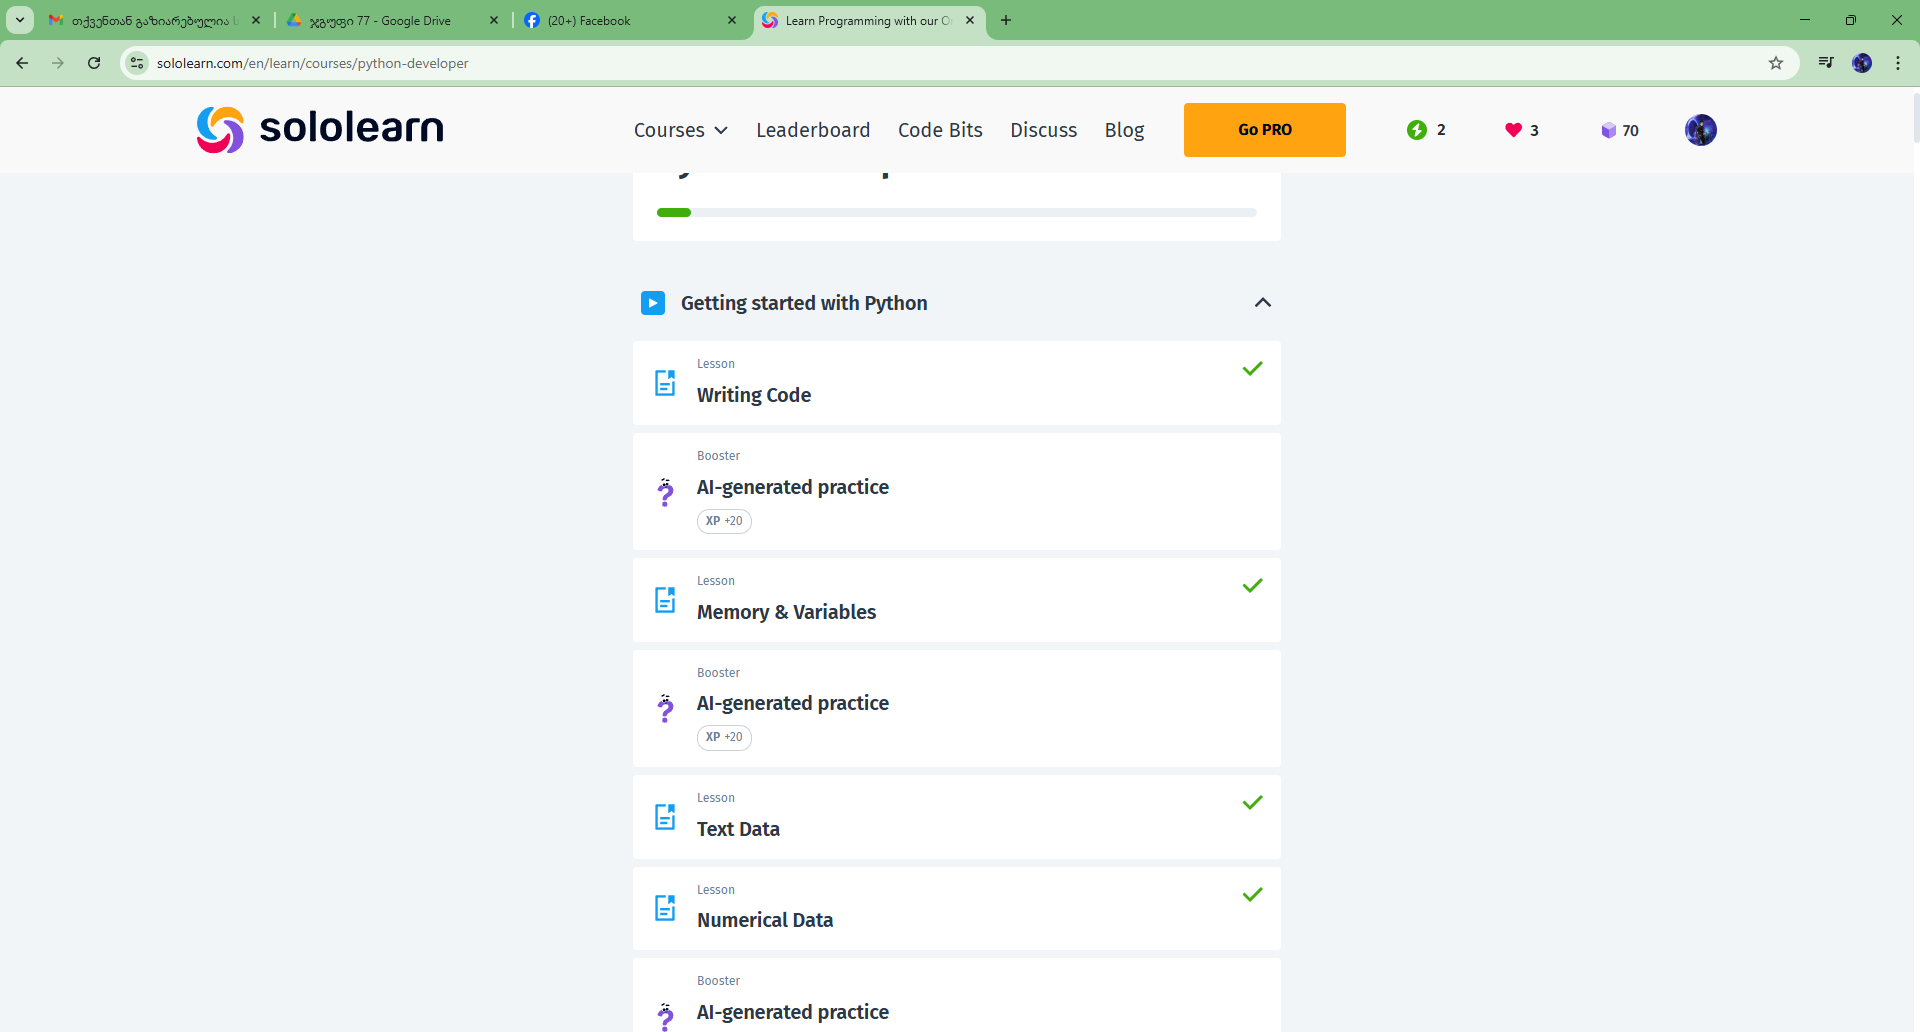 თქვენთან გაზიარებულია
ჯგუფი 77 - Google Drive
(20+) Facebook
Learn Programming with our O
sololearn.com/en/learn/courses/python-developer
sololearn
Courses
Leaderboard
Code Bits
Discuss
Blog
Go PRO
2
3
70
Getting started with Python
Lesson
Writing Code
Booster
AI-generated practice
XP +20
Lesson
Memory & Variables
Booster
AI-generated practice
XP +20
Lesson
Text Data
Lesson
Numerical Data
Booster
AI-generated practice